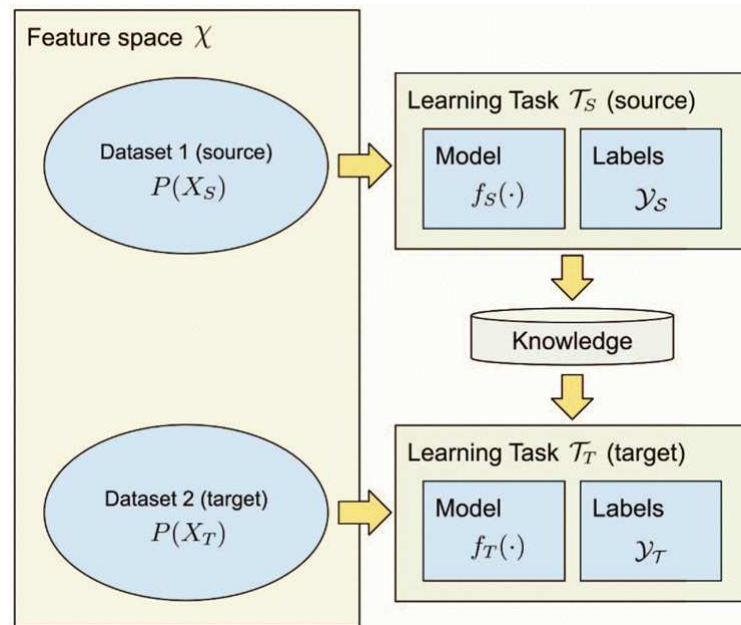 Feature space χ
Dataset 1 (source)
P(X_S)
Learning Task 𝒯_S (source)
Model
f_S(·)
Labels
𝒴_S
Knowledge
Dataset 2 (target)
P(X_T)
Learning Task 𝒯_T (target)
Model
f_T(·)
Labels
𝒴_𝒯